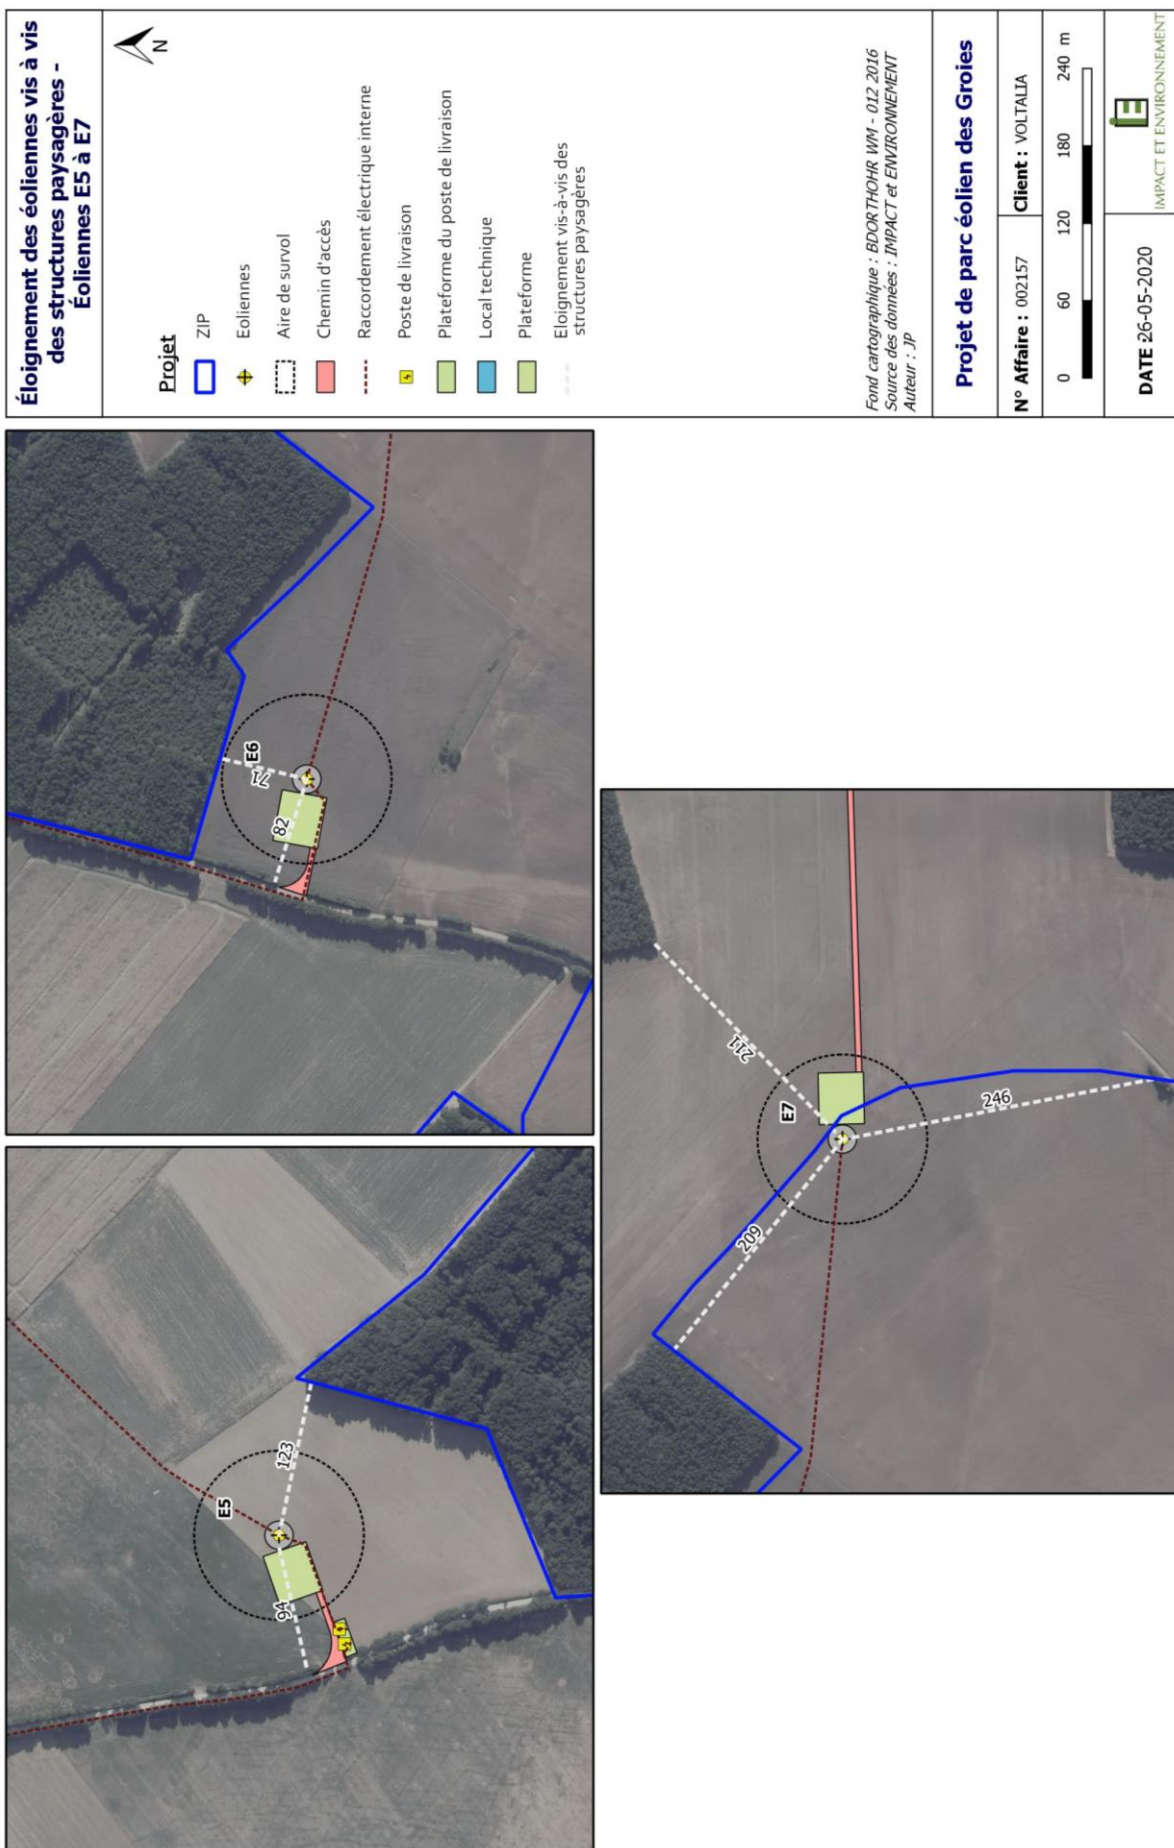 Éloignement des éoliennes vis à vis
des structures paysagères -
Éoliennes E5 à E7
N
Projet
ZIP
Eoliennes
Aire de survol
Chemin d'accès
Raccordement électrique interne
Poste de livraison
Plateforme du poste de livraison
Local technique
Plateforme
Eloignement vis-à-vis des
structures paysagères
Fond cartographique : BDORTHOHR WM - 012 2016
Source des données : IMPACT et ENVIRONNEMENT
Auteur : JP
Projet de parc éolien des Groies
N° Affaire : 002157
Client : VOLTALIA
0 60 120 180 240 m
DATE 26-05-2020
IE
IMPACT ET ENVIRONNEMENT
E5
94
123
E6
71
82
E7
209
211
246